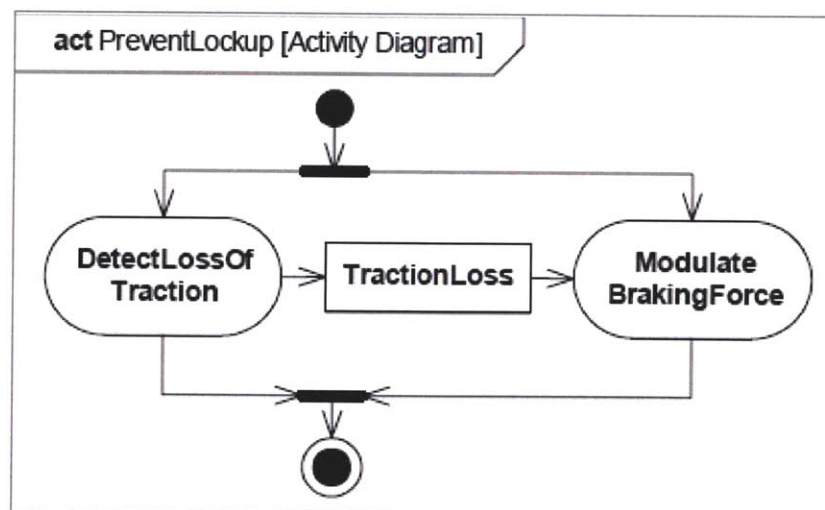 act PreventLockup [Activity Diagram]
DetectLossOf
Traction
TractionLoss
Modulate
BrakingForce